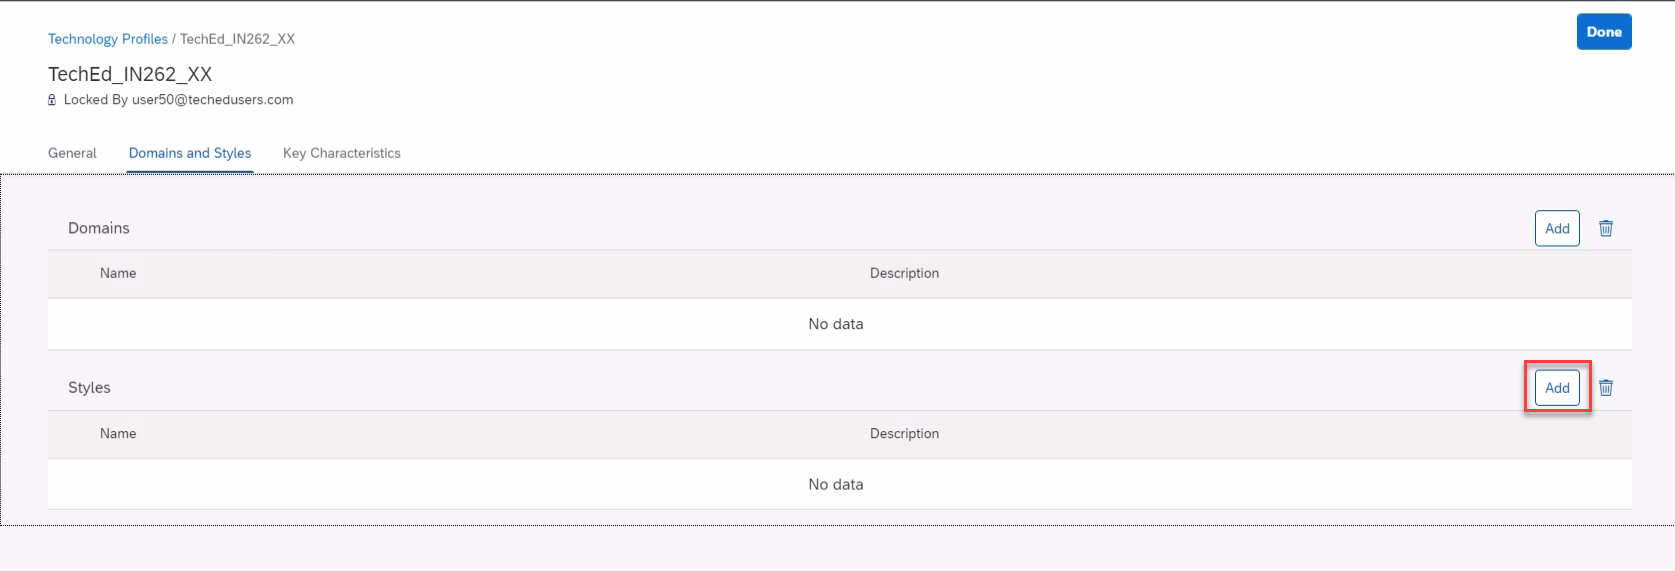 Technology Profiles / TechEd_IN262_XX
Done
TechEd_IN262_XX
Locked By user50@techedusers.com
General Domains and Styles Key Characteristics
Domains Add
Name Description
No data
Styles Add
Name Description
No data